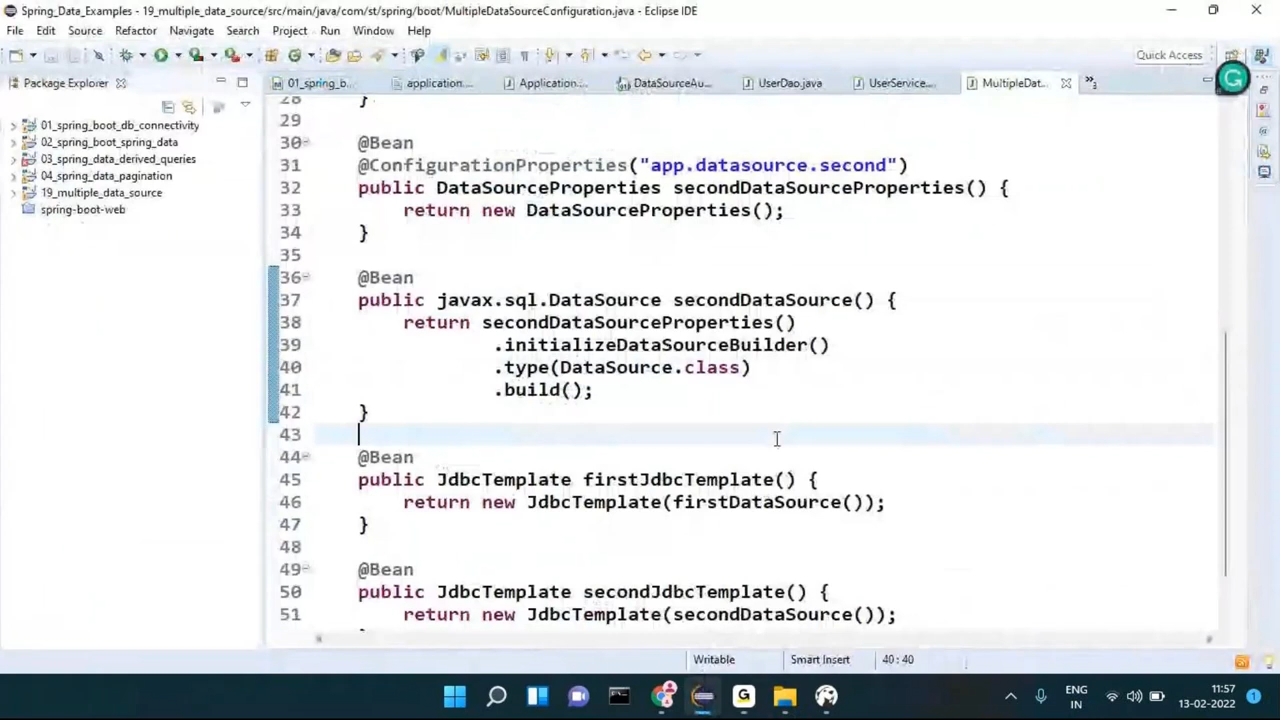 Spring_Data_Examples - 19_multiple_data_source/src/main/java/com/st/spring/boot/MultipleDataSourceConfiguration.java - Eclipse IDE
File Edit Source Refactor Navigate Search Project Run Window Help
Quick Access
Package Explorer
01_spring_b... application.... Application.... DataSourceAu... UserDao.java UserService.... MultipleDat... »3
01_spring_boot_db_connectivity
02_spring_boot_spring_data
03_spring_data_derived_queries
04_spring_data_pagination
19_multiple_data_source
spring-boot-web
28 }
29
30 @Bean
31 @ConfigurationProperties("app.datasource.second")
32 public DataSourceProperties secondDataSourceProperties() {
33 return new DataSourceProperties();
34 }
35
36 @Bean
37 public javax.sql.DataSource secondDataSource() {
38 return secondDataSourceProperties()
39 .initializeDataSourceBuilder()
40 .type(DataSource.class)
41 .build();
42 }
43
44 @Bean
45 public JdbcTemplate firstJdbcTemplate() {
46 return new JdbcTemplate(firstDataSource());
47 }
48
49 @Bean
50 public JdbcTemplate secondJdbcTemplate() {
51 return new JdbcTemplate(secondDataSource());
Writable Smart Insert 40 : 40
ENG
IN
11:57
13-02-2022